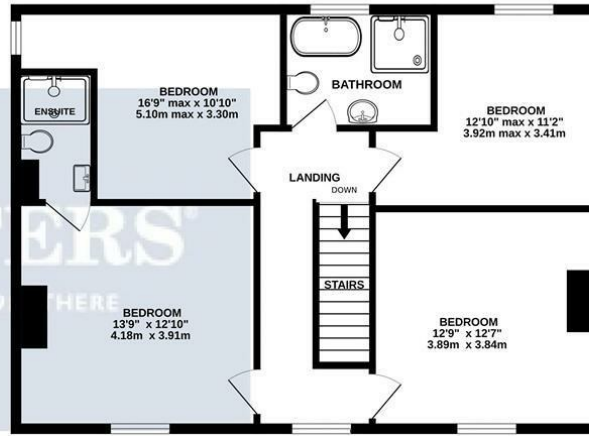 BEDROOM
16'9" max x 10'10"
5.10m max x 3.30m
ENSUITE
BATHROOM
BEDROOM
12'10" max x 11'2"
3.92m max x 3.41m
LANDING
DOWN
STAIRS
ERS
THERE
BEDROOM
13'9" x 12'10"
4.18m x 3.91m
BEDROOM
12'9" x 12'7"
3.89m x 3.84m